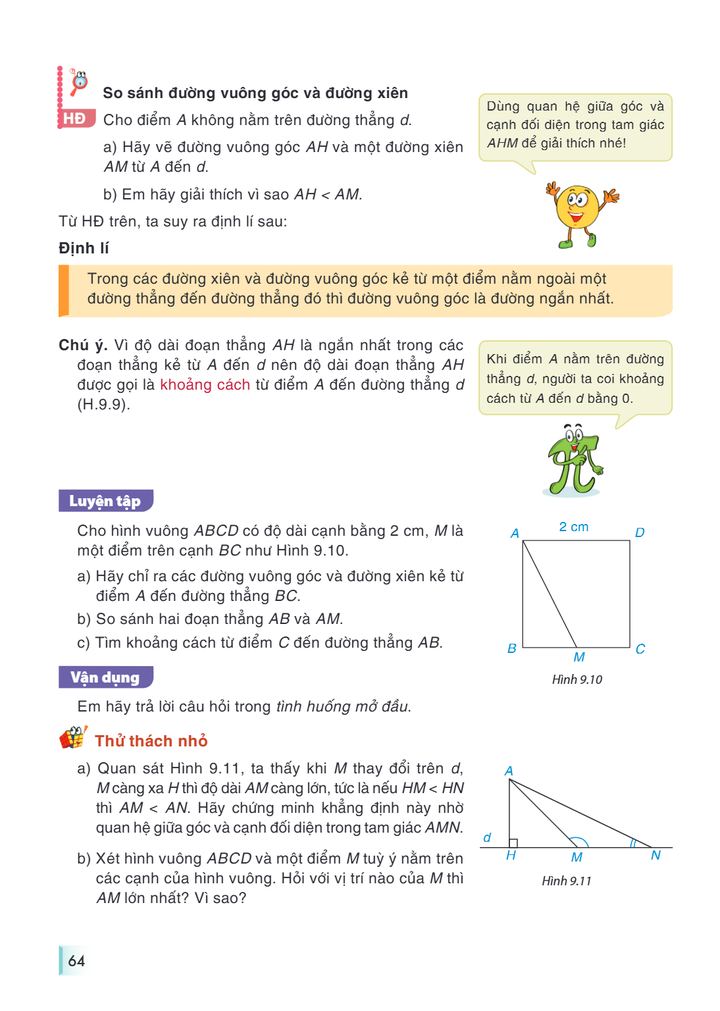 So sánh đường vuông góc và đường xiên
HĐ Cho điểm A không nằm trên đường thẳng d.
a) Hãy vẽ đường vuông góc AH và một đường xiên
AM từ A đến d.
b) Em hãy giải thích vì sao AH < AM.
Dùng quan hệ giữa góc và
cạnh đối diện trong tam giác
AHM để giải thích nhé!
Từ HĐ trên, ta suy ra định lí sau:
Định lí
Trong các đường xiên và đường vuông góc kẻ từ một điểm nằm ngoài một
đường thẳng đến đường thẳng đó thì đường vuông góc là đường ngắn nhất.
Chú ý. Vì độ dài đoạn thẳng AH là ngắn nhất trong các
đoạn thẳng kẻ từ A đến d nên độ dài đoạn thẳng AH
được gọi là khoảng cách từ điểm A đến đường thẳng d
(H.9.9).
Khi điểm A nằm trên đường
thẳng d, người ta coi khoảng
cách từ A đến d bằng 0.
Luyện tập
Cho hình vuông ABCD có độ dài cạnh bằng 2 cm, M là
một điểm trên cạnh BC như Hình 9.10.
a) Hãy chỉ ra các đường vuông góc và đường xiên kẻ từ
điểm A đến đường thẳng BC.
b) So sánh hai đoạn thẳng AB và AM.
c) Tìm khoảng cách từ điểm C đến đường thẳng AB.
A 2 cm D
B M C
Hình 9.10
Vận dụng
Em hãy trả lời câu hỏi trong tình huống mở đầu.
Thử thách nhỏ
a) Quan sát Hình 9.11, ta thấy khi M thay đổi trên d,
M càng xa H thì độ dài AM càng lớn, tức là nếu HM < HN
thì AM < AN. Hãy chứng minh khẳng định này nhờ
quan hệ giữa góc và cạnh đối diện trong tam giác AMN.
b) Xét hình vuông ABCD và một điểm M tuỳ ý nằm trên
các cạnh của hình vuông. Hỏi với vị trí nào của M thì
AM lớn nhất? Vì sao?
A
d
H M N
Hình 9.11
64